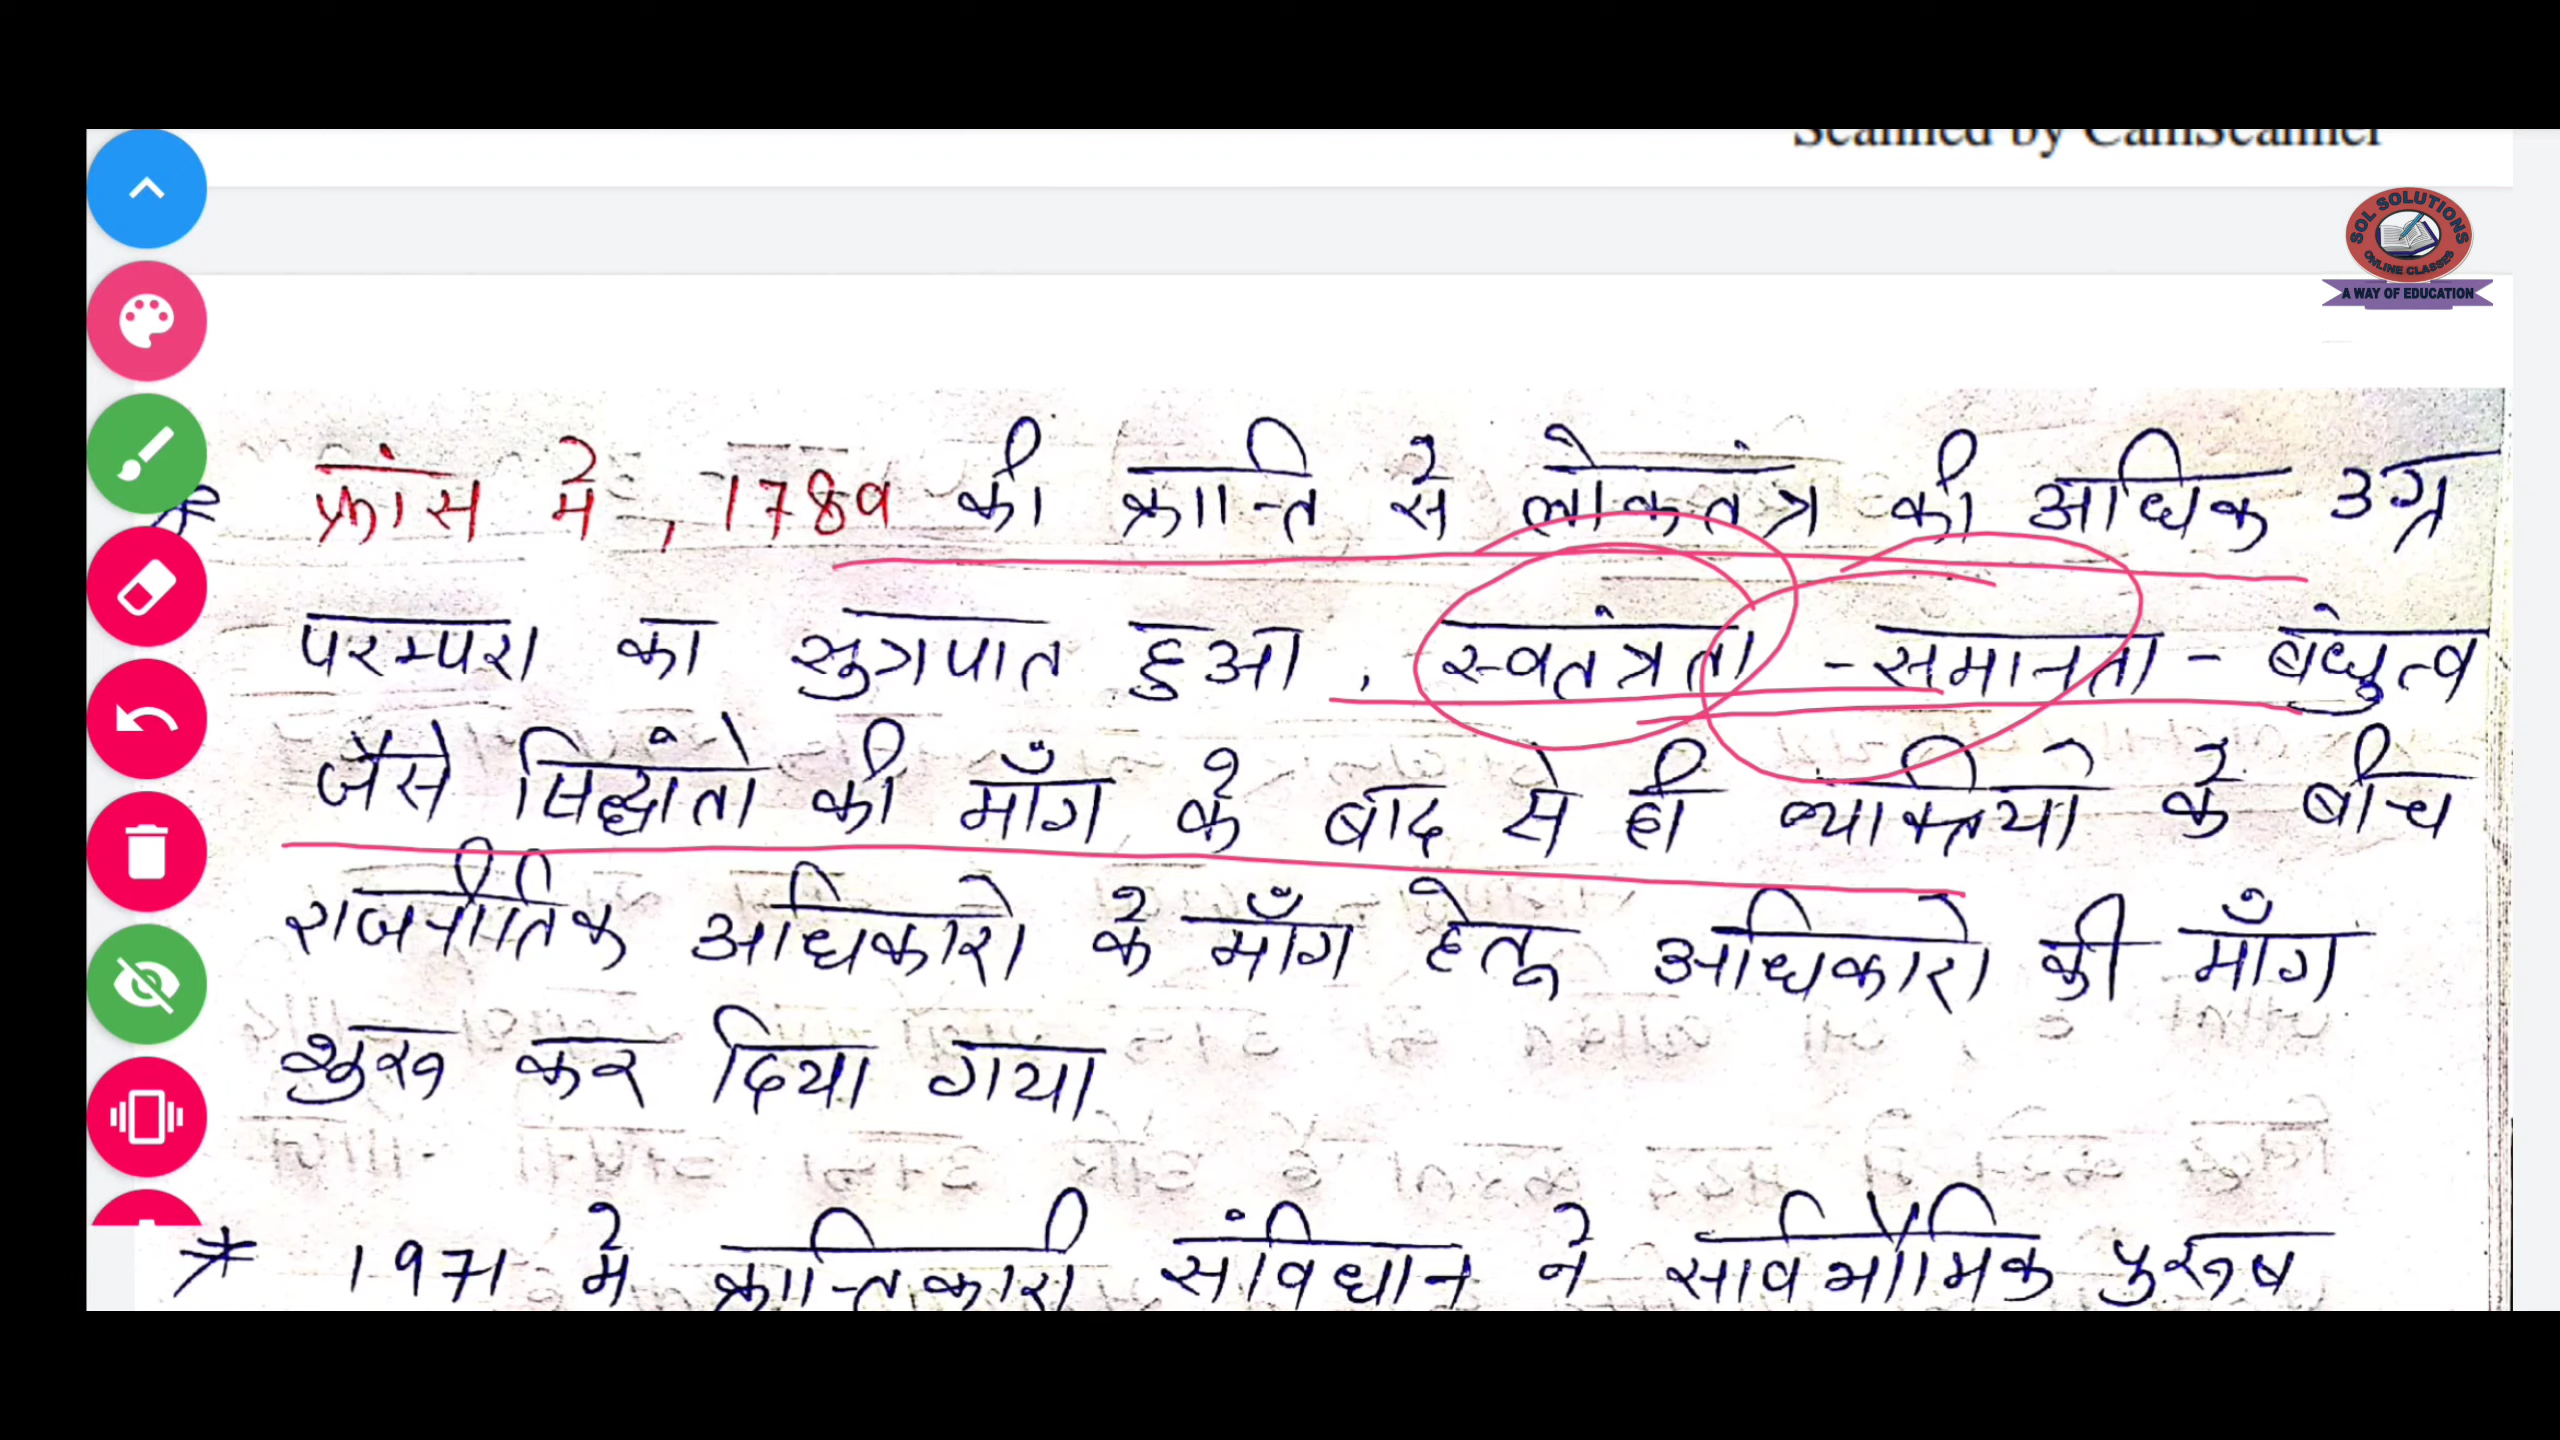 Scanned by CamScanner
SOL SOLUTIONS
ONLINE CLASSES
A WAY OF EDUCATION
* फ्रांस मे, 1789 की क्रान्ति से लोकतंत्र की अधिक उग्र
परम्परा का सुत्रपात हुआ, स्वतंत्रता - समानता - बंधुत्व
जैसे सिद्धांतो की माँग के बाद से ही व्यक्तियो के बीच
राजनीतिक अधिकारो के माँग हेतू अधिकारो की माँग
शुरू कर दिया गया
* 1971 मे क्रान्तिकारी संविधान ने सार्वभौमिक पुरूष